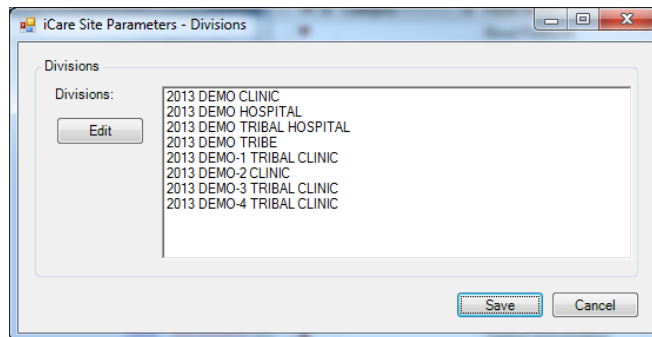 iCare Site Parameters - Divisions
Divisions
Divisions:
Edit
2013 DEMO CLINIC
2013 DEMO HOSPITAL
2013 DEMO TRIBAL HOSPITAL
2013 DEMO TRIBE
2013 DEMO-1 TRIBAL CLINIC
2013 DEMO-2 CLINIC
2013 DEMO-3 TRIBAL CLINIC
2013 DEMO-4 TRIBAL CLINIC
Save Cancel